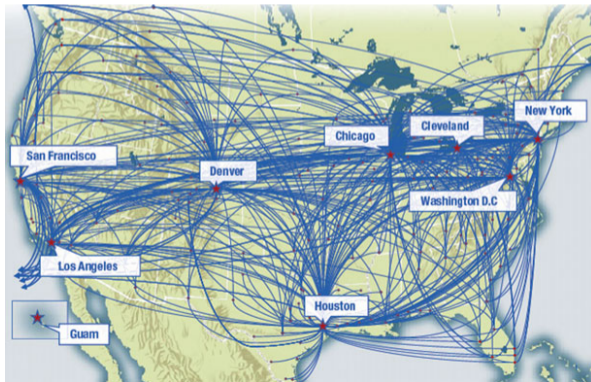 New York
Cleveland
Chicago
San Francisco
Denver
Washington D.C
Los Angeles
Houston
Guam